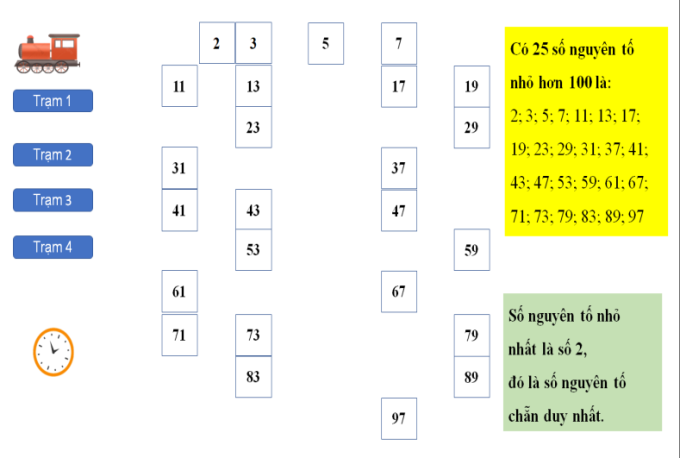 Trạm 1
Trạm 2
Trạm 3
Trạm 4
2 3 5 7
11 13 17 19
23 29
31 37
41 43 47
53 59
61 67
71 73 79
83 89
97
Có 25 số nguyên tố
nhỏ hơn 100 là:
2; 3; 5; 7; 11; 13; 17;
19; 23; 29; 31; 37; 41;
43; 47; 53; 59; 61; 67;
71; 73; 79; 83; 89; 97
Số nguyên tố nhỏ
nhất là số 2,
đó là số nguyên tố
chẵn duy nhất.